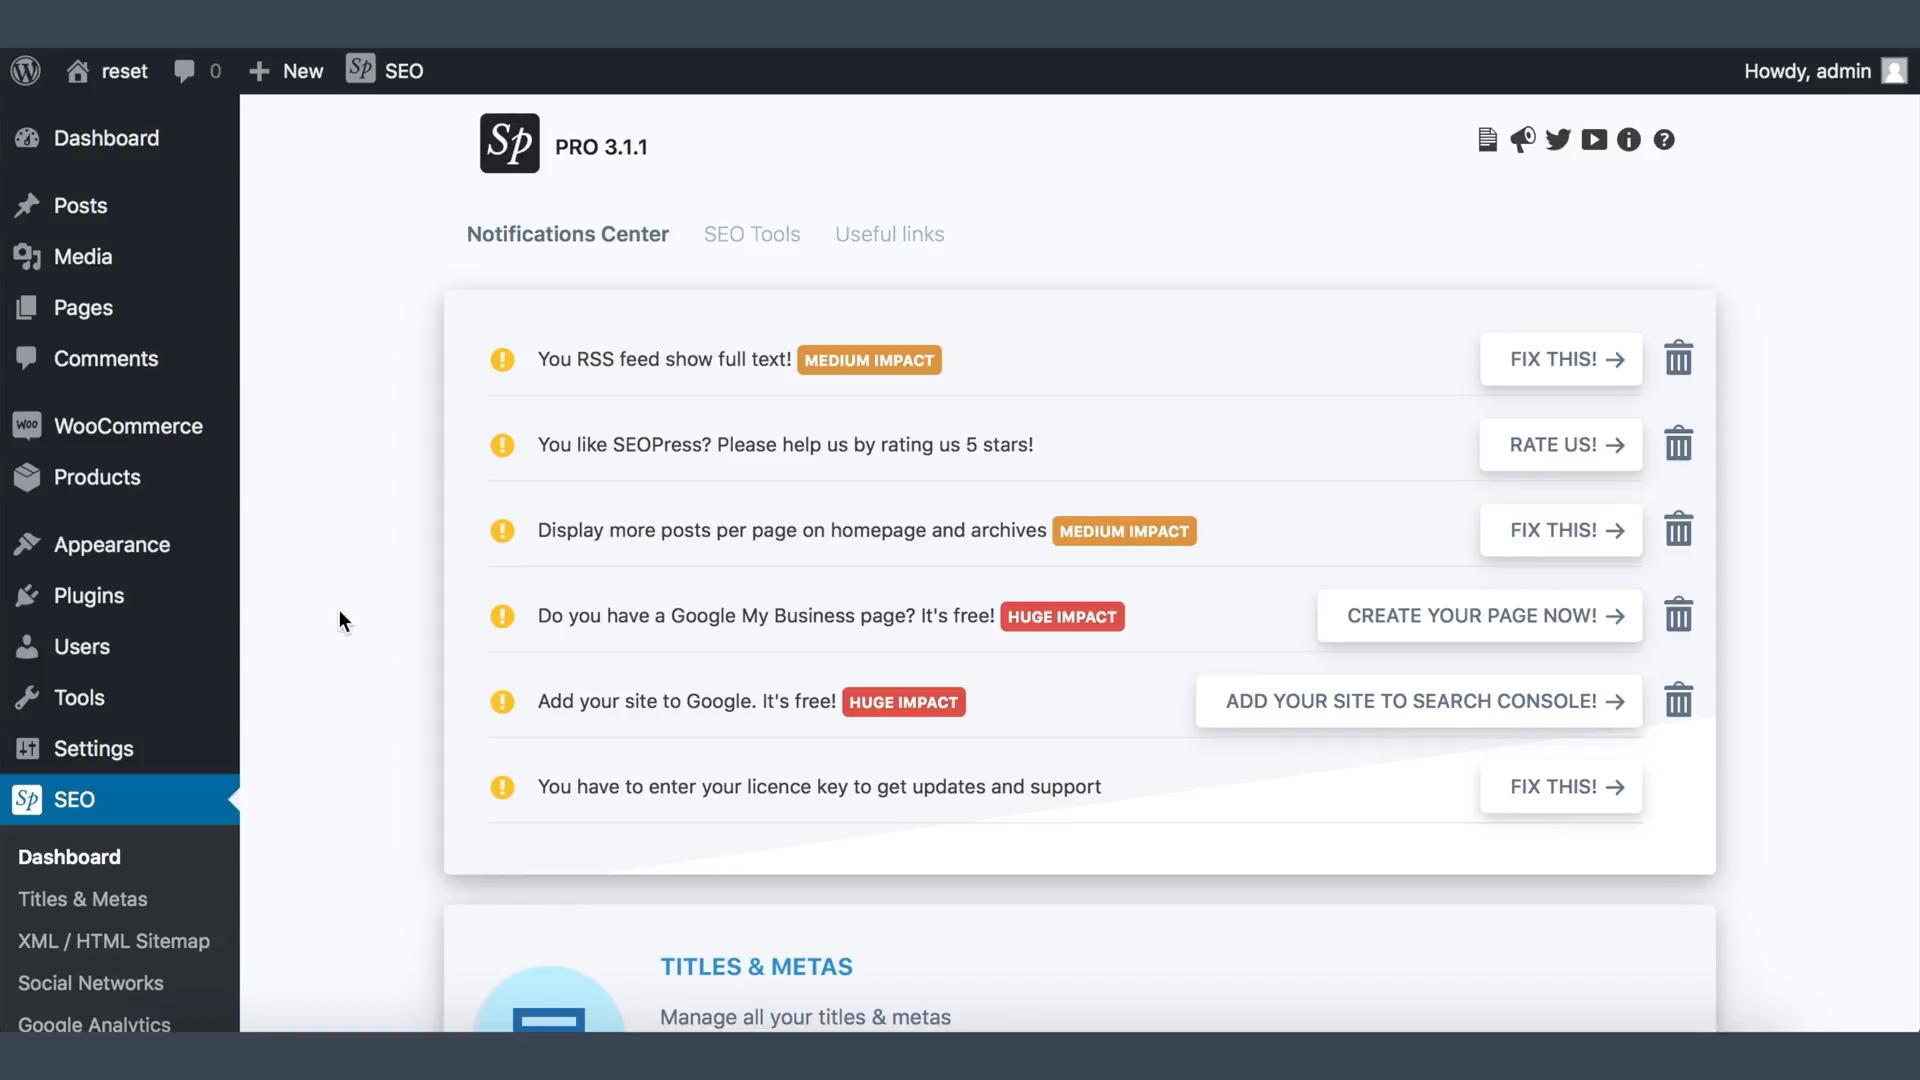 reset
0
New
Sp
SEO
Howdy, admin
Dashboard
Posts
Media
Pages
Comments
Woo
WooCommerce
Products
Appearance
Plugins
Users
Tools
Settings
Sp
SEO
Dashboard
Titles & Metas
XML / HTML Sitemap
Social Networks
Google Analytics
Sp
PRO 3.1.1
Notifications Center
SEO Tools
Useful links
You RSS feed show full text! MEDIUM IMPACT
FIX THIS! →
You like SEOPress? Please help us by rating us 5 stars!
RATE US! →
Display more posts per page on homepage and archives MEDIUM IMPACT
FIX THIS! →
Do you have a Google My Business page? It's free! HUGE IMPACT
CREATE YOUR PAGE NOW! →
Add your site to Google. It's free! HUGE IMPACT
ADD YOUR SITE TO SEARCH CONSOLE! →
You have to enter your licence key to get updates and support
FIX THIS! →
TITLES & METAS
Manage all your titles & metas